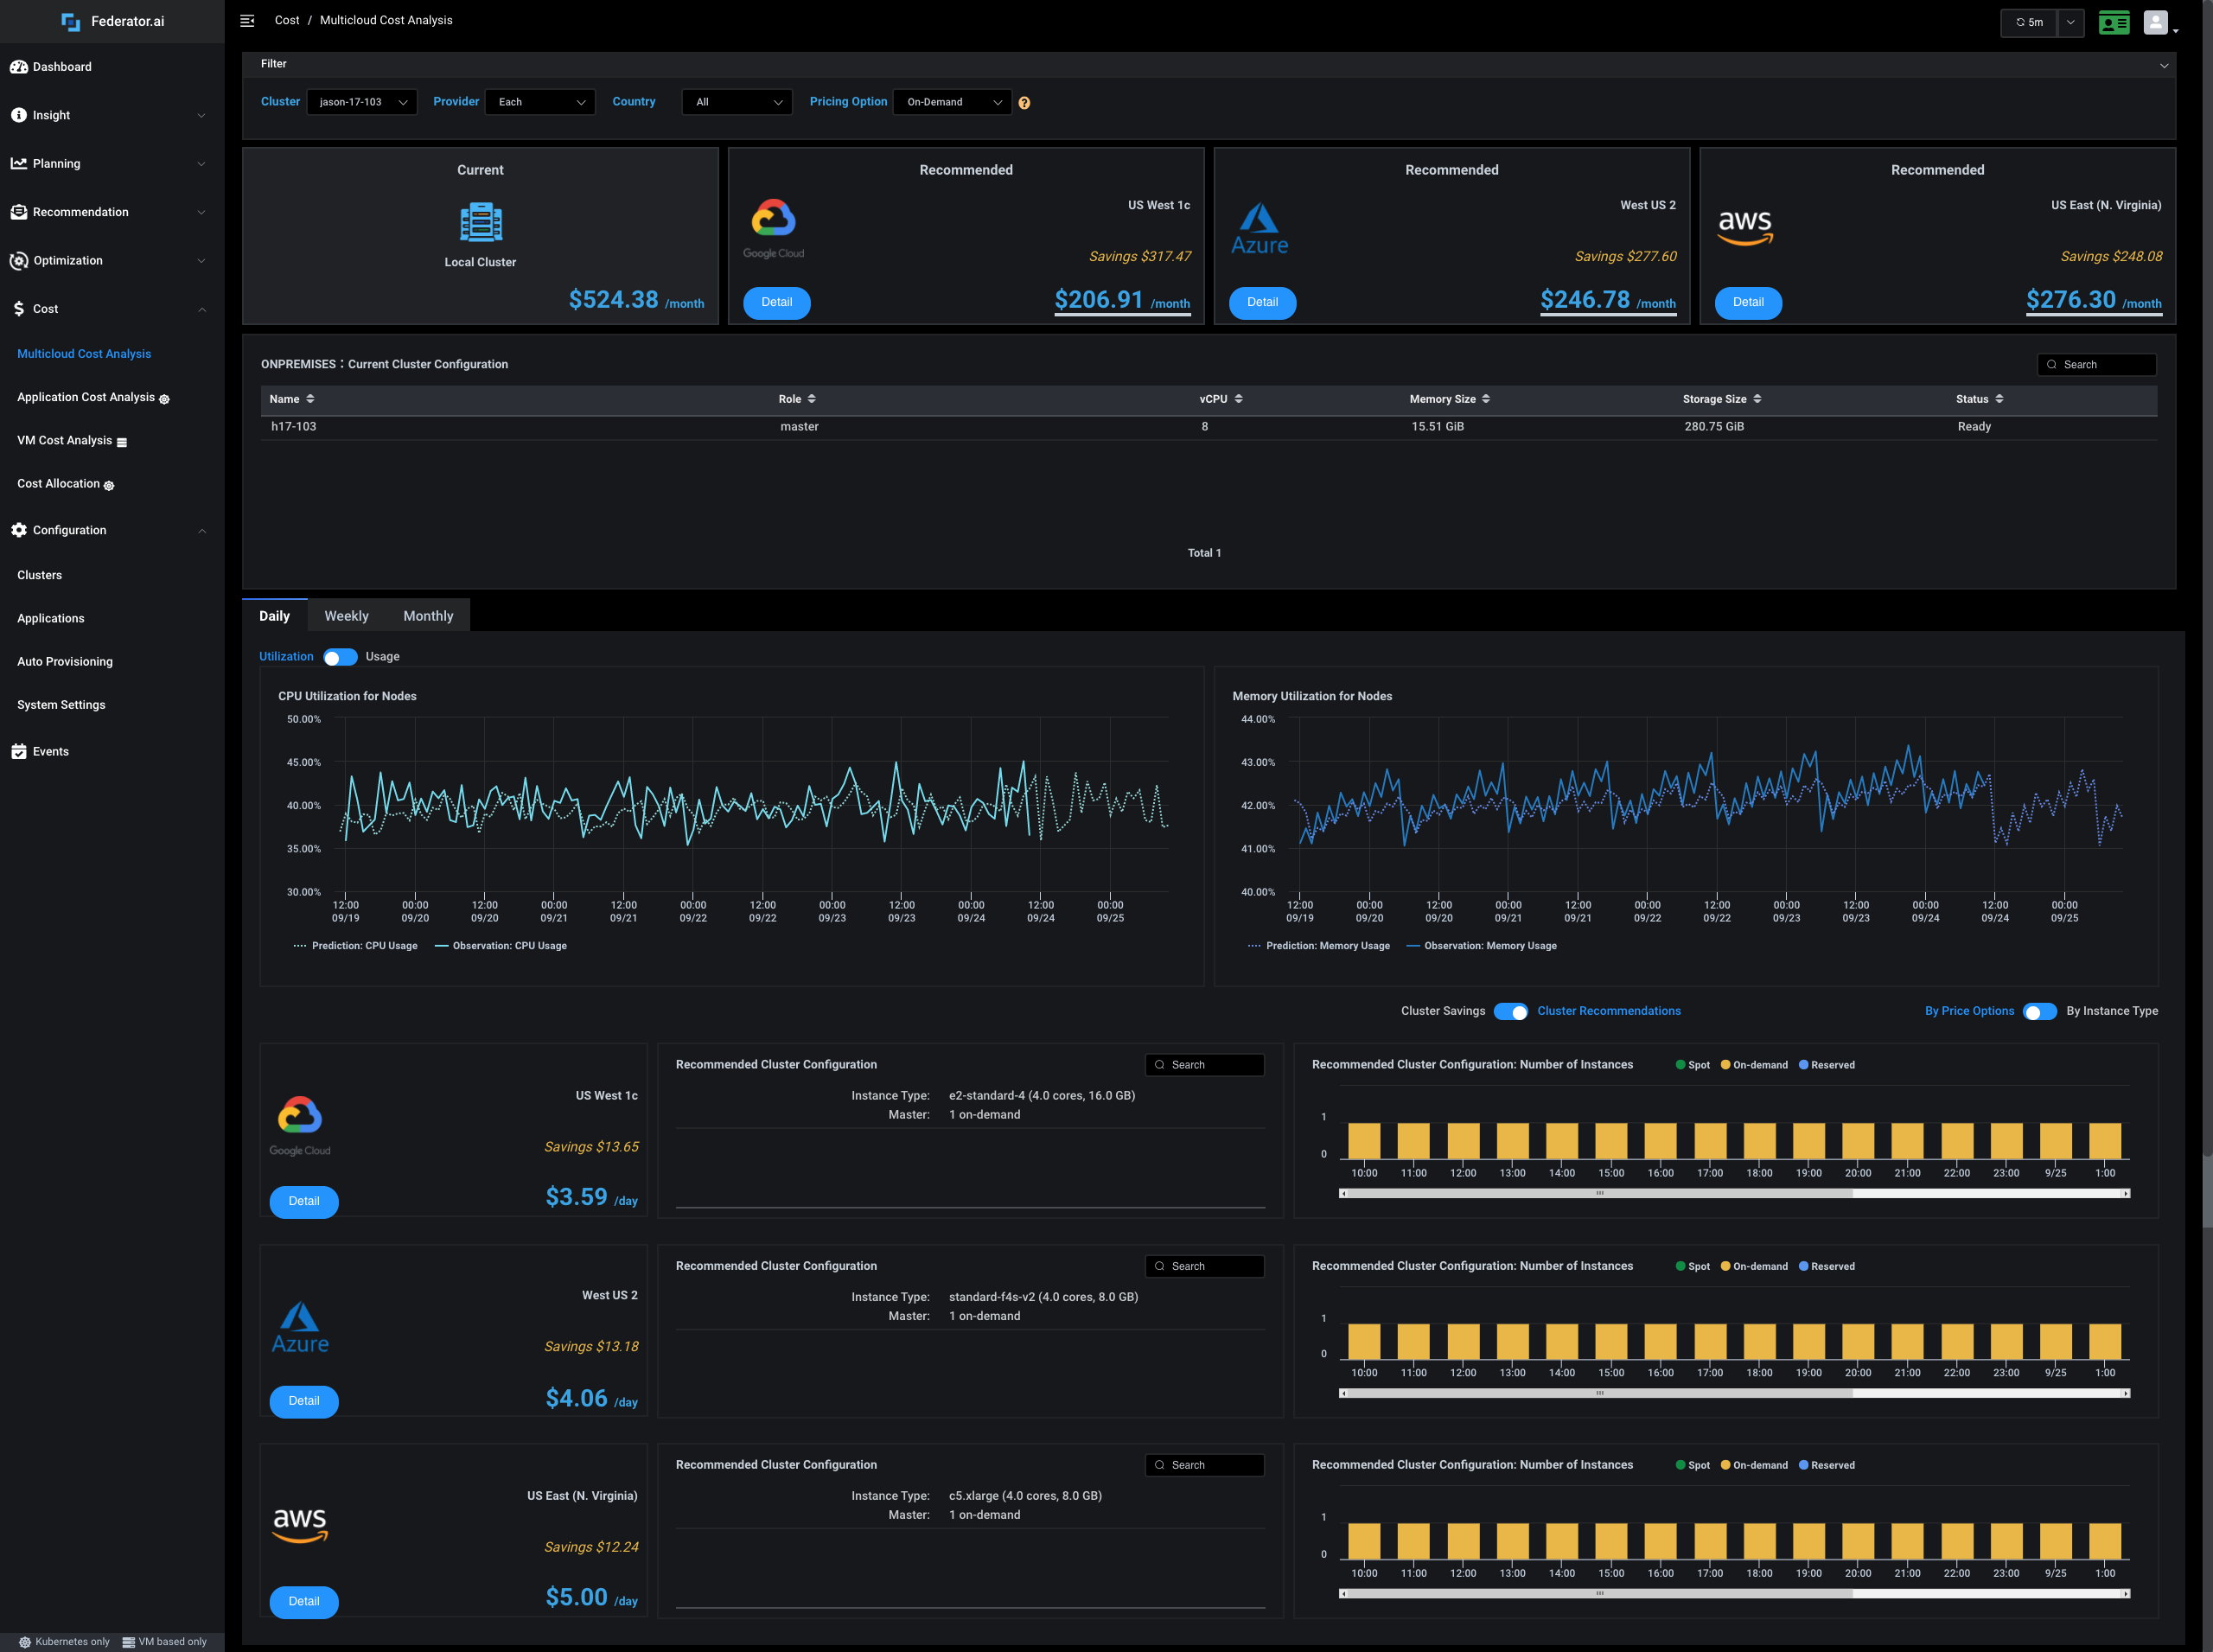 Federator.ai
Cost / Multicloud Cost Analysis
5m
Dashboard
Insight
Planning
Recommendation
Optimization
Cost
Multicloud Cost Analysis
Application Cost Analysis
VM Cost Analysis
Cost Allocation
Configuration
Clusters
Applications
Auto Provisioning
System Settings
Events
Kubernetes only VM based only
Filter
Cluster jason-17-103 Provider Each Country All Pricing Option On-Demand ?
Current
Local Cluster
$524.38 /month
Recommended
US West 1c
Google Cloud
Savings $317.47
Detail $206.91 /month
Recommended
West US 2
Azure
Savings $277.60
Detail $246.78 /month
Recommended
US East (N. Virginia)
aws
Savings $248.08
Detail $276.30 /month
ONPREMISES : Current Cluster Configuration Search
Name Role vCPU Memory Size Storage Size Status
h17-103 master 8 15.51 GiB 280.75 GiB Ready
Total 1
Daily Weekly Monthly
Utilization Usage
CPU Utilization for Nodes
50.00%
45.00%
40.00%
35.00%
30.00%
12:00 00:00 12:00 00:00 12:00 00:00 12:00 00:00 12:00 00:00 12:00 00:00
09/19 09/20 09/20 09/21 09/21 09/22 09/22 09/23 09/23 09/24 09/24 09/25
Prediction: CPU Usage Observation: CPU Usage
Memory Utilization for Nodes
44.00%
43.00%
42.00%
41.00%
40.00%
12:00 00:00 12:00 00:00 12:00 00:00 12:00 00:00 12:00 00:00 12:00 00:00
09/19 09/20 09/20 09/21 09/21 09/22 09/22 09/23 09/23 09/24 09/24 09/25
Prediction: Memory Usage Observation: Memory Usage
Cluster Savings Cluster Recommendations By Price Options By Instance Type
US West 1c
Google Cloud
Savings $13.65
Detail $3.59 /day
Recommended Cluster Configuration Search
Instance Type: e2-standard-4 (4.0 cores, 16.0 GB)
Master: 1 on-demand
Recommended Cluster Configuration: Number of Instances Spot On-demand Reserved
1
0
10:00 11:00 12:00 13:00 14:00 15:00 16:00 17:00 18:00 19:00 20:00 21:00 22:00 23:00 9/25 1:00
West US 2
Azure
Savings $13.18
Detail $4.06 /day
Recommended Cluster Configuration Search
Instance Type: standard-f4s-v2 (4.0 cores, 8.0 GB)
Master: 1 on-demand
Recommended Cluster Configuration: Number of Instances Spot On-demand Reserved
1
0
10:00 11:00 12:00 13:00 14:00 15:00 16:00 17:00 18:00 19:00 20:00 21:00 22:00 23:00 9/25 1:00
US East (N. Virginia)
aws
Savings $12.24
Detail $5.00 /day
Recommended Cluster Configuration Search
Instance Type: c5.xlarge (4.0 cores, 8.0 GB)
Master: 1 on-demand
Recommended Cluster Configuration: Number of Instances Spot On-demand Reserved
1
0
10:00 11:00 12:00 13:00 14:00 15:00 16:00 17:00 18:00 19:00 20:00 21:00 22:00 23:00 9/25 1:00